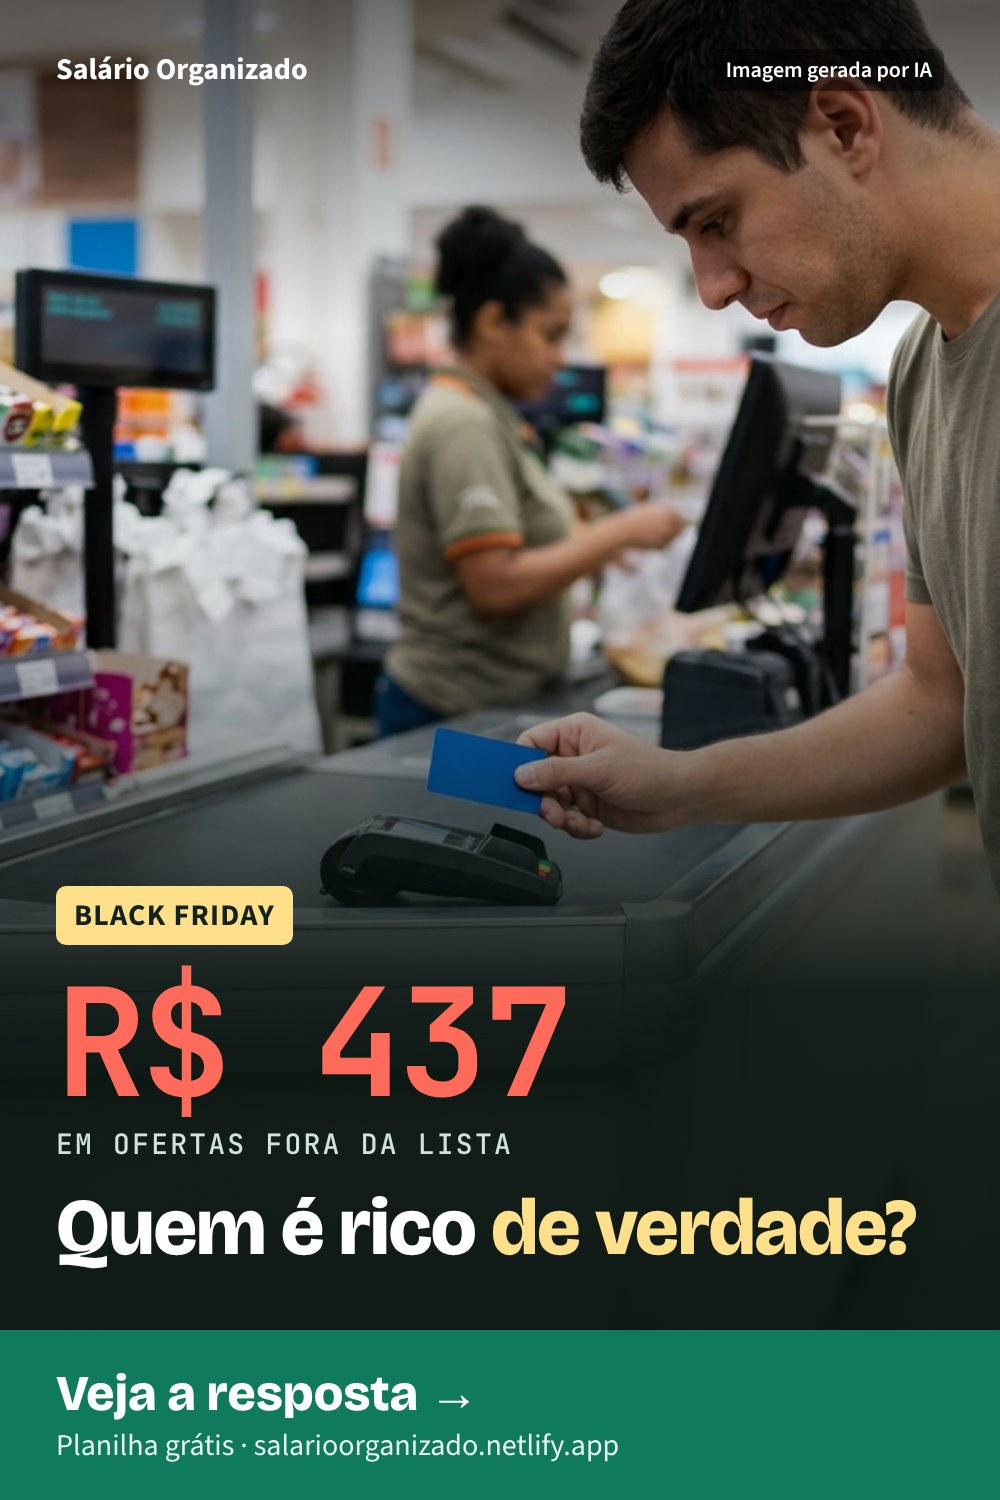 Salário Organizado
Imagem gerada por IA
BLACK FRIDAY
R$ 437
EM OFERTAS FORA DA LISTA
Quem é rico de verdade?
Veja a resposta →
Planilha grátis · salarioorganizado.netlify.app